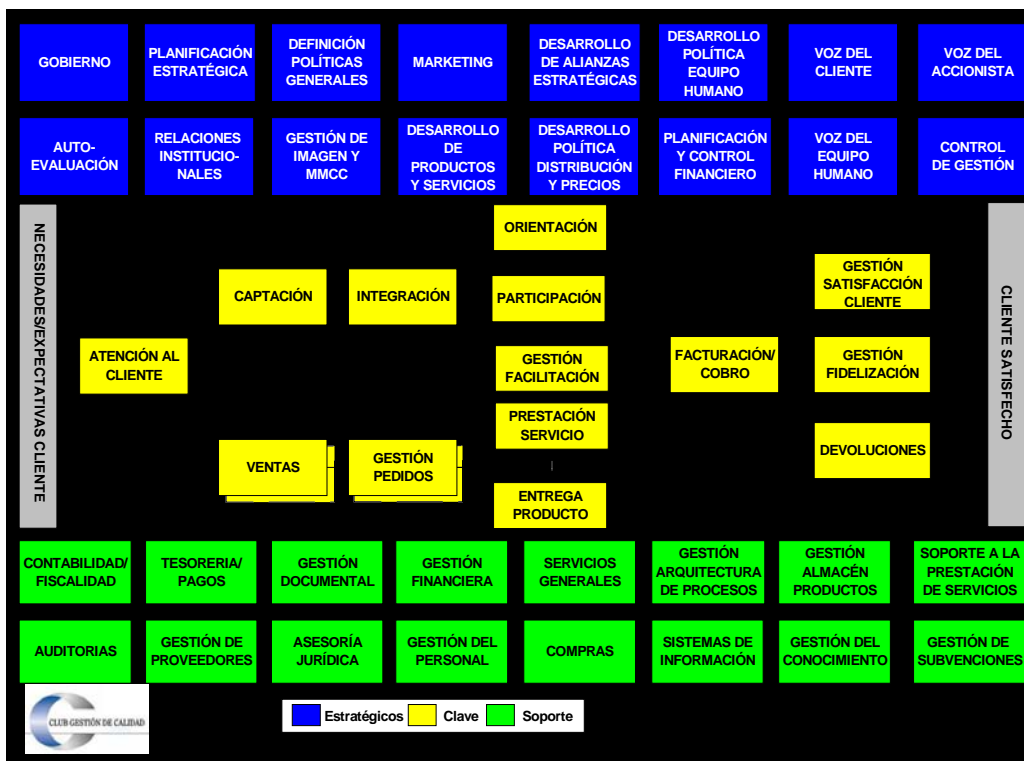 GOBIERNO
PLANIFICACIÓN
ESTRATÉGICA
DEFINICIÓN
POLÍTICAS
GENERALES
MARKETING
DESARROLLO
DE ALIANZAS
ESTRATÉGICAS
DESARROLLO
POLÍTICA
EQUIPO
HUMANO
VOZ DEL
CLIENTE
VOZ DEL
ACCIONISTA
AUTO-
EVALUACIÓN
RELACIONES
INSTITUCIO-
NALES
GESTIÓN DE
IMAGEN Y
MMCC
DESARROLLO
DE
PRODUCTOS
Y SERVICIOS
DESARROLLO
POLÍTICA
DISTRIBUCIÓN
Y PRECIOS
PLANIFICACIÓN
Y CONTROL
FINANCIERO
VOZ DEL
EQUIPO
HUMANO
CONTROL
DE GESTIÓN
NECESIDADES/EXPECTATIVAS CLIENTE
ATENCIÓN AL
CLIENTE
CAPTACIÓN
INTEGRACIÓN
VENTAS
GESTIÓN
PEDIDOS
ORIENTACIÓN
PARTICIPACIÓN
GESTIÓN
FACILITACIÓN
PRESTACIÓN
SERVICIO
ENTREGA
PRODUCTO
FACTURACIÓN/
COBRO
GESTIÓN
SATISFACCIÓN
CLIENTE
GESTIÓN
FIDELIZACIÓN
DEVOLUCIONES
CLIENTE SATISFECHO
CONTABILIDAD/
FISCALIDAD
TESORERIA/
PAGOS
GESTIÓN
DOCUMENTAL
GESTIÓN
FINANCIERA
SERVICIOS
GENERALES
GESTIÓN
ARQUITECTURA
DE PROCESOS
GESTIÓN
ALMACÉN
PRODUCTOS
SOPORTE A LA
PRESTACIÓN
DE SERVICIOS
AUDITORIAS
GESTIÓN DE
PROVEEDORES
ASESORÍA
JURÍDICA
GESTIÓN DEL
PERSONAL
COMPRAS
SISTEMAS DE
INFORMACIÓN
GESTIÓN DEL
CONOCIMIENTO
GESTIÓN DE
SUBVENCIONES
CLUB GESTIÓN DE CALIDAD
Estratégicos Clave Soporte